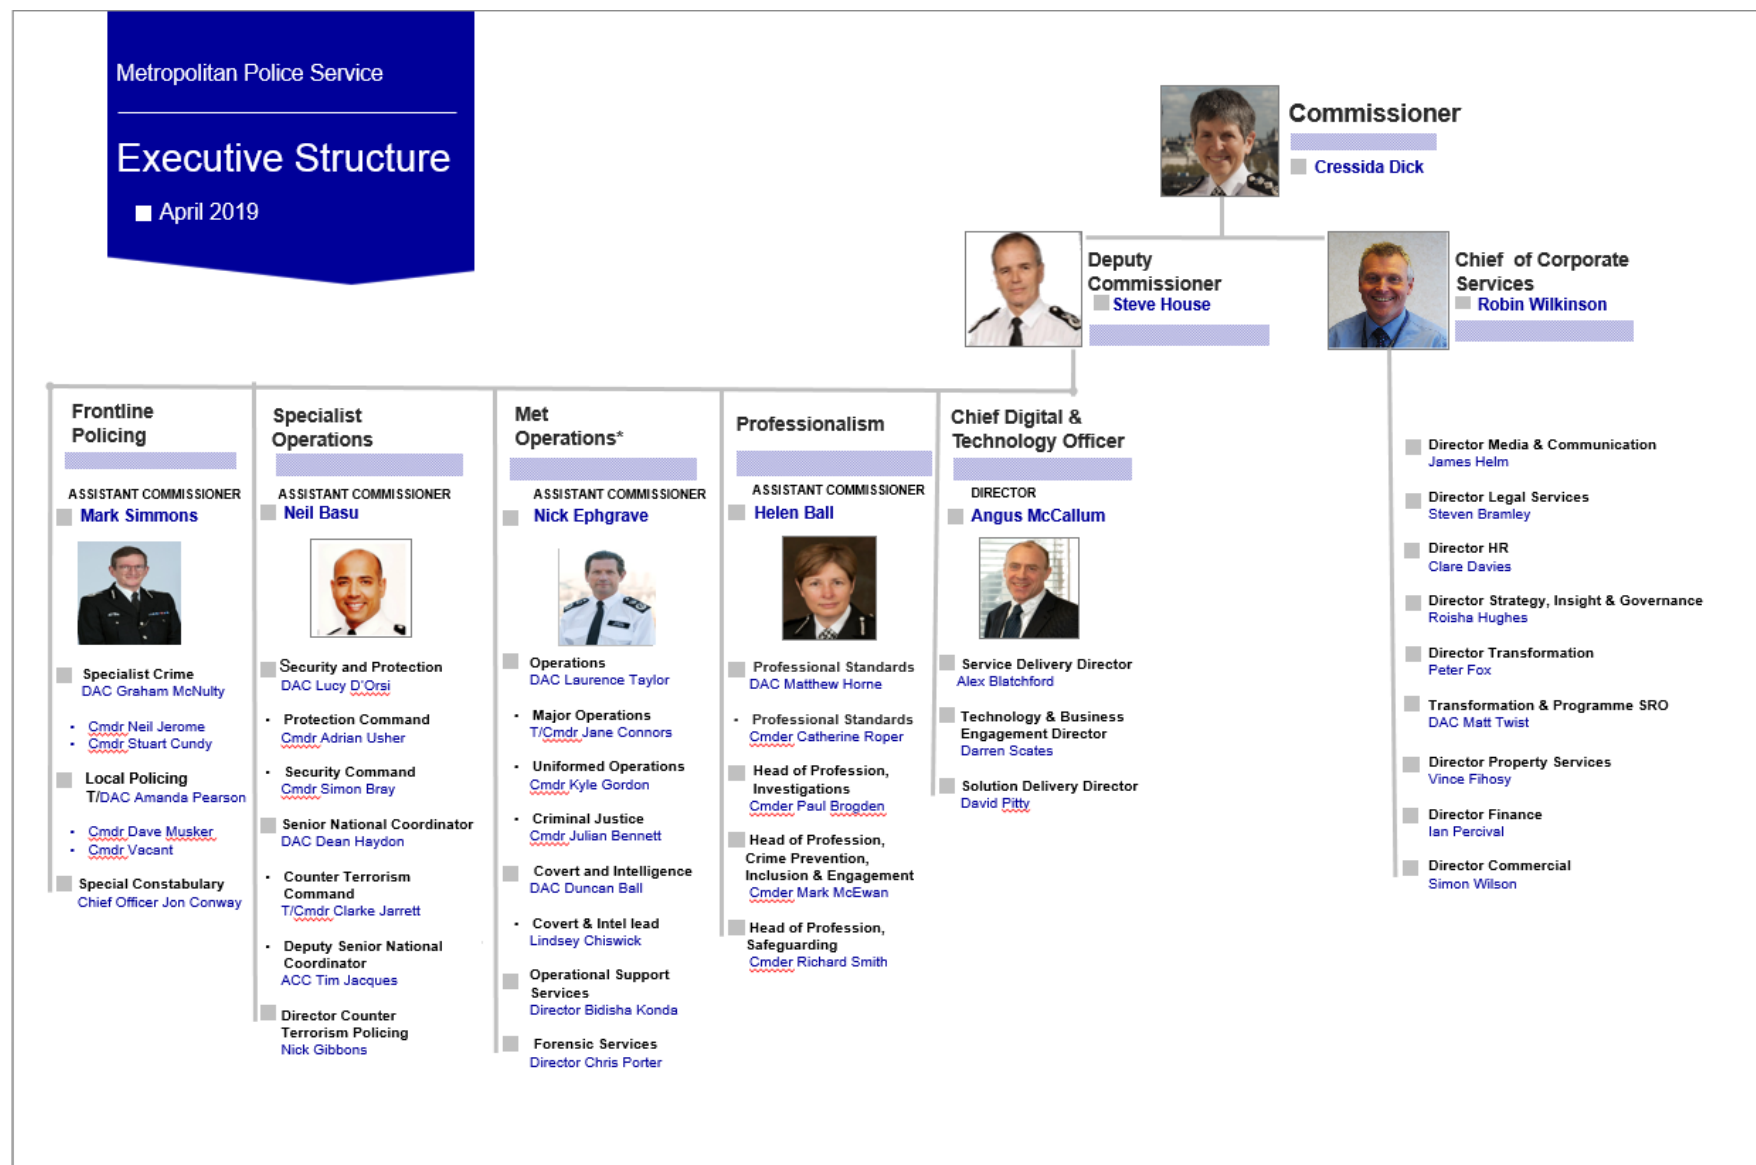 Metropolitan Police Service
Executive Structure
April 2019
Commissioner
Cressida Dick
Deputy
Commissioner
Steve House
Chief of Corporate
Services
Robin Wilkinson
Frontline
Policing
ASSISTANT COMMISSIONER
Mark Simmons
Specialist Crime
DAC Graham McNulty
• Cmdr Neil Jerome
• Cmdr Stuart Cundy
Local Policing
T/DAC Amanda Pearson
• Cmdr Dave Musker
• Cmdr Vacant
Special Constabulary
Chief Officer Jon Conway
Specialist
Operations
ASSISTANT COMMISSIONER
Neil Basu
Security and Protection
DAC Lucy D'Orsi
• Protection Command
Cmdr Adrian Usher
• Security Command
Cmdr Simon Bray
Senior National Coordinator
DAC Dean Haydon
• Counter Terrorism
Command
T/Cmdr Clarke Jarrett
• Deputy Senior National
Coordinator
ACC Tim Jacques
Director Counter
Terrorism Policing
Nick Gibbons
Met
Operations*
ASSISTANT COMMISSIONER
Nick Ephgrave
Operations
DAC Laurence Taylor
• Major Operations
T/Cmdr Jane Connors
• Uniformed Operations
Cmdr Kyle Gordon
• Criminal Justice
Cmdr Julian Bennett
Covert and Intelligence
DAC Duncan Ball
• Covert & Intel lead
Lindsey Chiswick
Operational Support
Services
Director Bidisha Konda
Forensic Services
Director Chris Porter
Professionalism
ASSISTANT COMMISSIONER
Helen Ball
Professional Standards
DAC Matthew Horne
• Professional Standards
Cmder Catherine Roper
Head of Profession,
Investigations
Cmder Paul Brogden
Head of Profession,
Crime Prevention,
Inclusion & Engagement
Cmder Mark McEwan
Head of Profession,
Safeguarding
Cmder Richard Smith
Chief Digital &
Technology Officer
DIRECTOR
Angus McCallum
Service Delivery Director
Alex Blatchford
Technology & Business
Engagement Director
Darren Scates
Solution Delivery Director
David Pitty
Director Media & Communication
James Helm
Director Legal Services
Steven Bramley
Director HR
Clare Davies
Director Strategy, Insight & Governance
Roisha Hughes
Director Transformation
Peter Fox
Transformation & Programme SRO
DAC Matt Twist
Director Property Services
Vince Fihosy
Director Finance
Ian Percival
Director Commercial
Simon Wilson